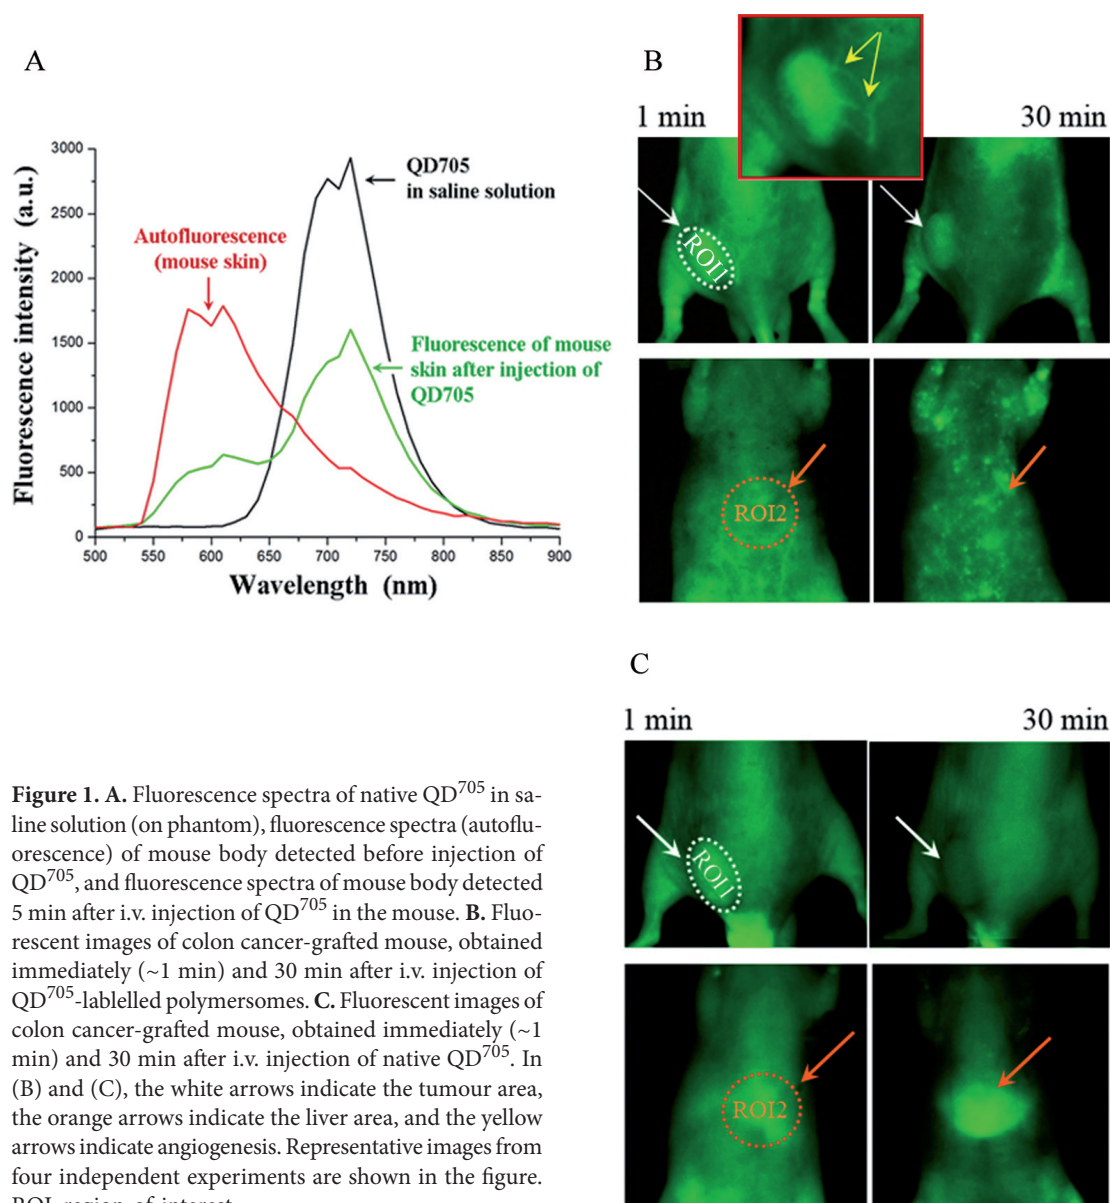 A
Fluorescence intensity (a.u.)
3000
2500
2000
1500
1000
500
0
500 550 600 650 700 750 800 850 900
Wavelength (nm)
QD705
in saline solution
Autofluorescence
(mouse skin)
Fluorescence of mouse
skin after injection of
QD705
B
1 min
30 min
ROI1
ROI2
C
1 min
30 min
ROI1
ROI2
Figure 1. A. Fluorescence spectra of native QD705 in sa-
line solution (on phantom), fluorescence spectra (autoflu-
orescence) of mouse body detected before injection of
QD705, and fluorescence spectra of mouse body detected
5 min after i.v. injection of QD705 in the mouse. B. Fluo-
rescent images of colon cancer-grafted mouse, obtained
immediately (~1 min) and 30 min after i.v. injection of
QD705-lablelled polymersomes. C. Fluorescent images of
colon cancer-grafted mouse, obtained immediately (~1
min) and 30 min after i.v. injection of native QD705. In
(B) and (C), the white arrows indicate the tumour area,
the orange arrows indicate the liver area, and the yellow
arrows indicate angiogenesis. Representative images from
four independent experiments are shown in the figure.